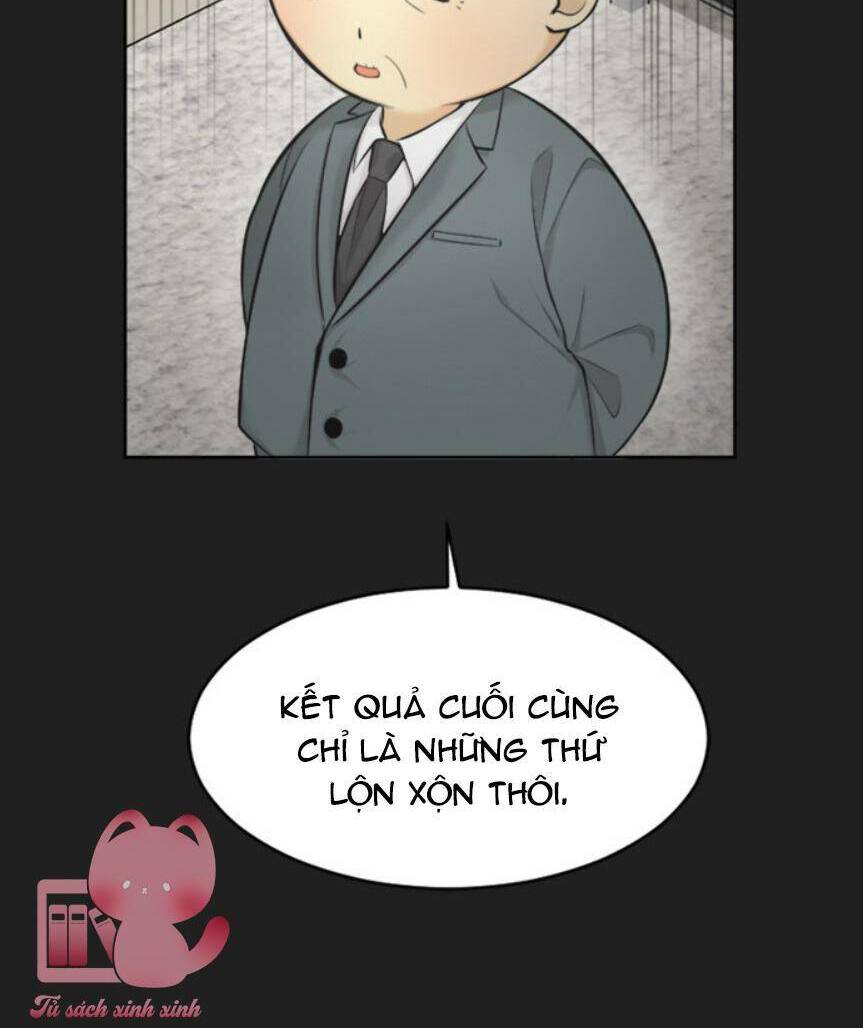 KẾT QUẢ CUỐI CÙNG
CHỈ LÀ NHỮNG THỨ
LỘN XỘN THÔI.
Tủ sách xinh xinh